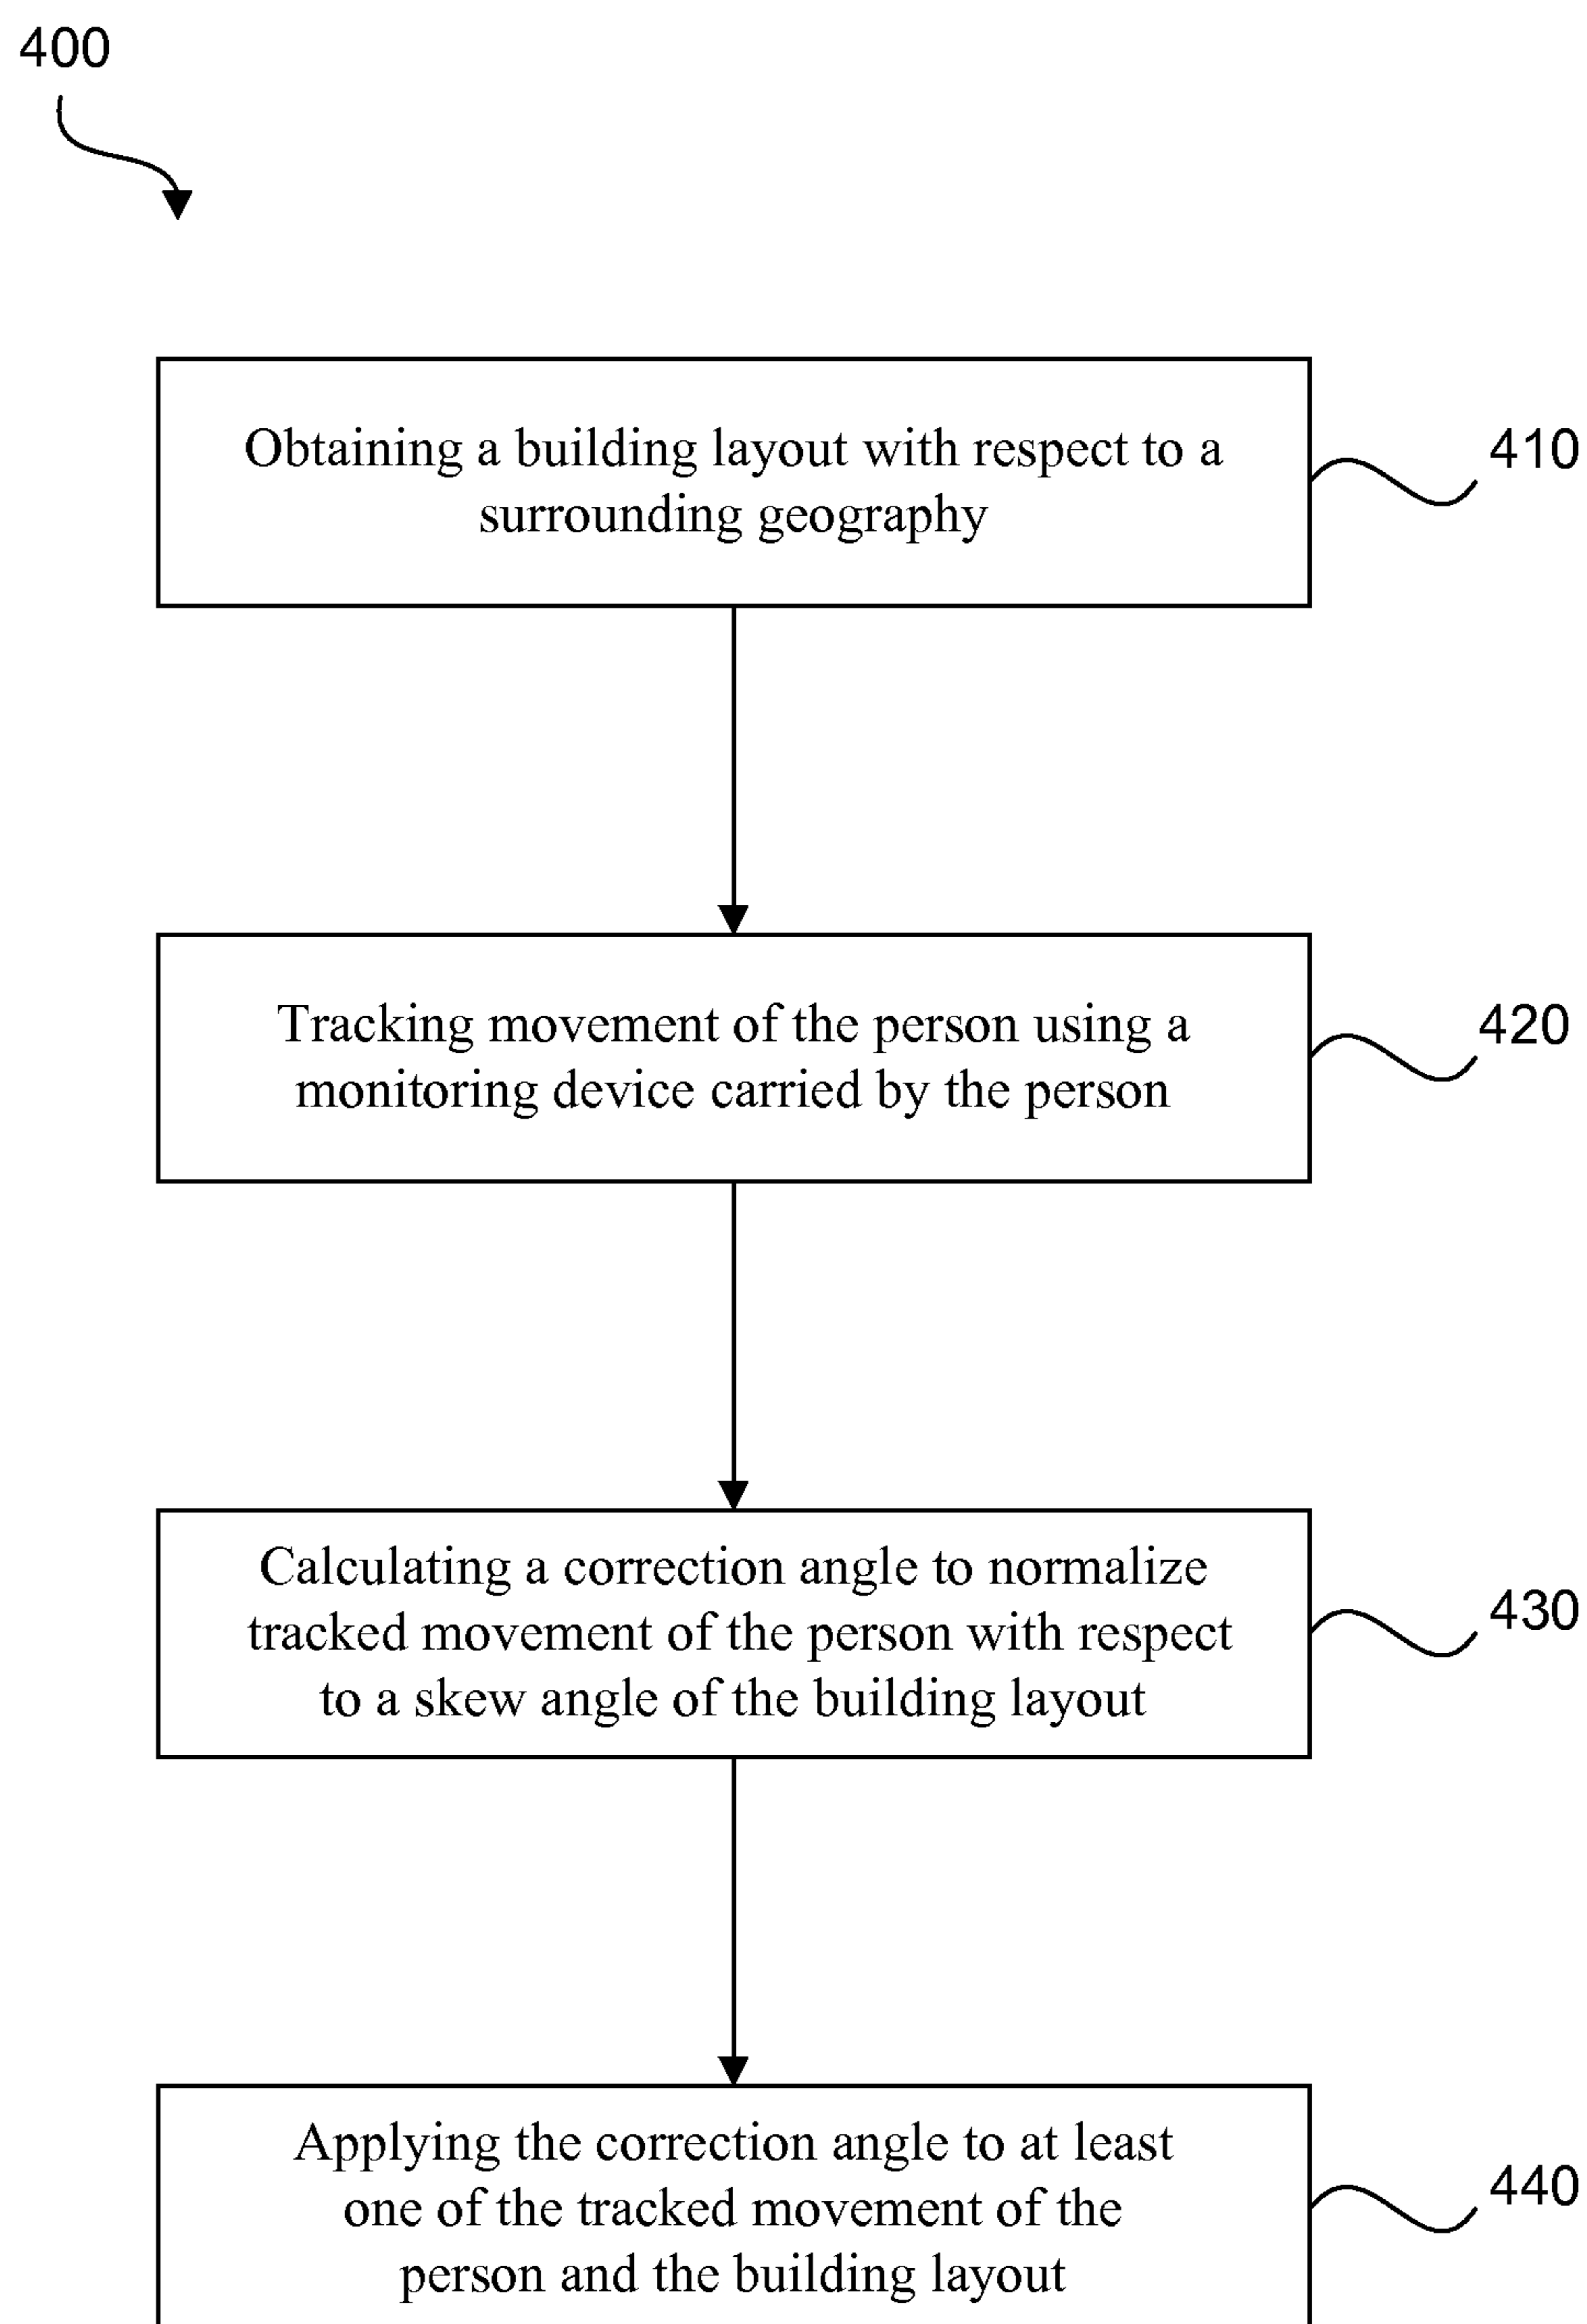 400
Obtaining a building layout with respect to a
surrounding geography
410
Tracking movement of the person using a
monitoring device carried by the person
420
Calculating a correction angle to normalize
tracked movement of the person with respect
to a skew angle of the building layout
430
Applying the correction angle to at least
one of the tracked movement of the
person and the building layout
440